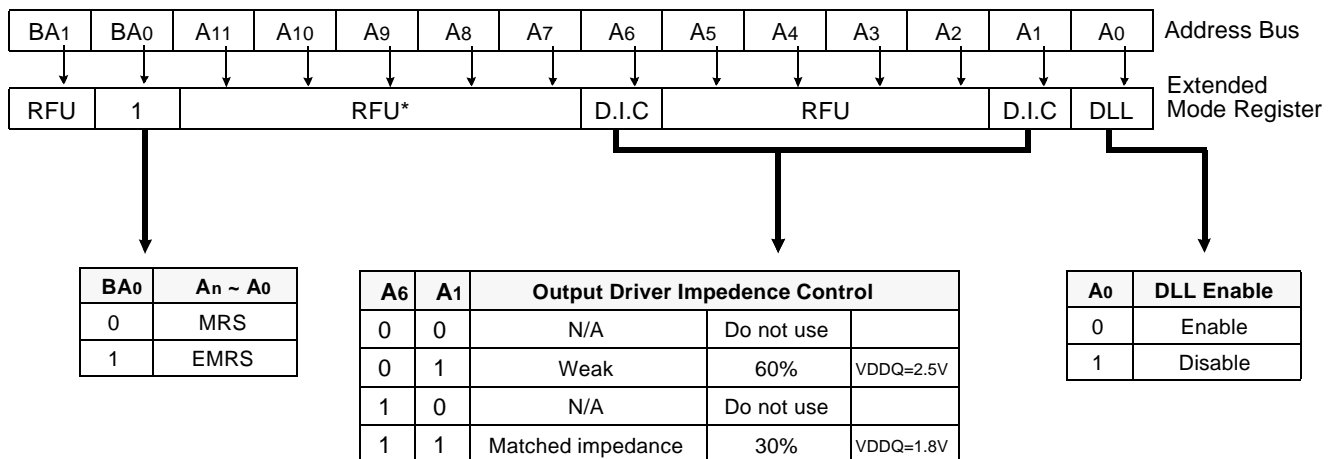 BA1 BA0 A11 A10 A9 A8 A7 A6 A5 A4 A3 A2 A1 A0 Address Bus
RFU 1 RFU* D.I.C RFU D.I.C DLL Extended
Mode Register
BA0 An ~ A0
0 MRS
1 EMRS
A6 A1 Output Driver Impedence Control
0 0 N/A Do not use
0 1 Weak 60% VDDQ=2.5V
1 0 N/A Do not use
1 1 Matched impedance 30% VDDQ=1.8V
A0 DLL Enable
0 Enable
1 Disable